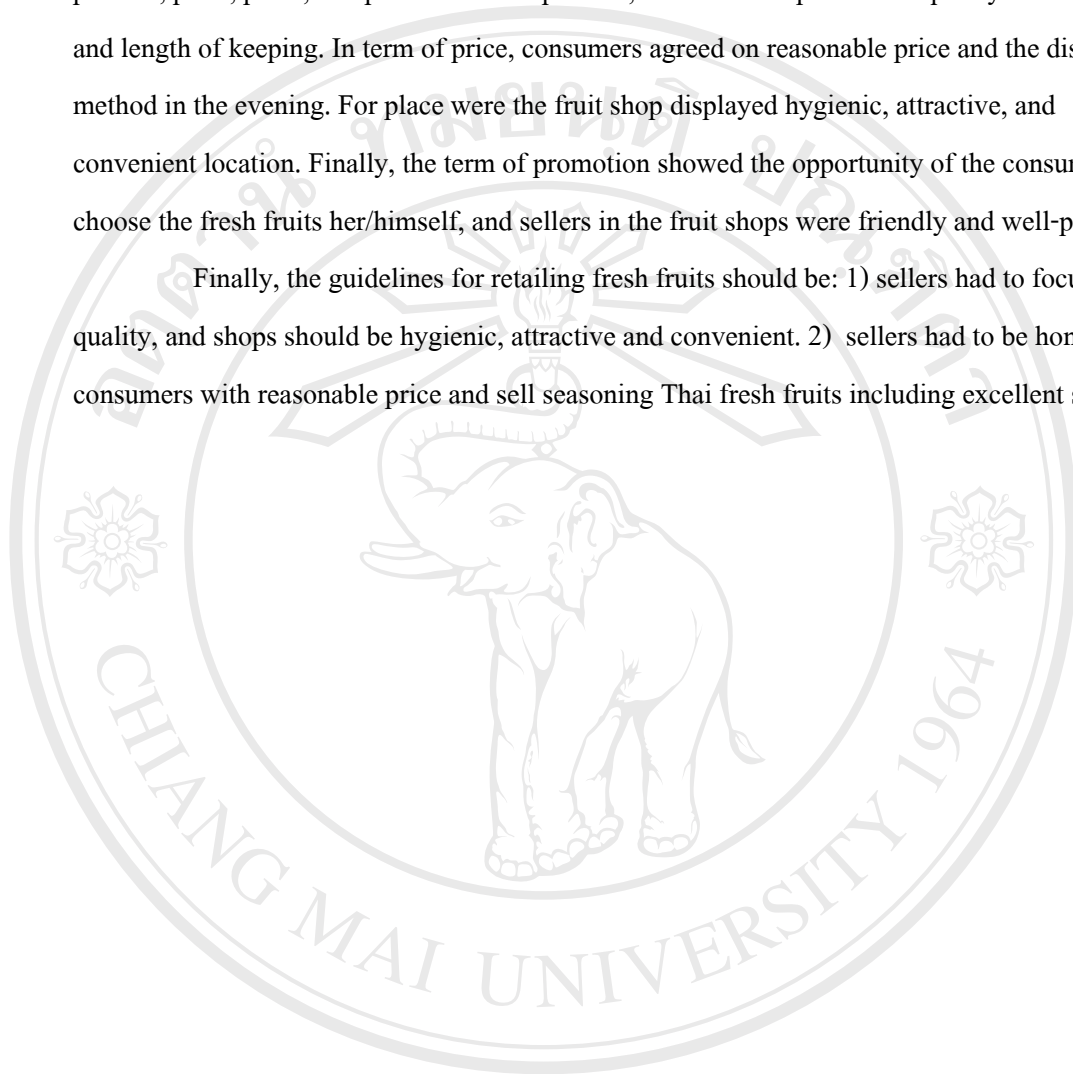 and length of keeping. In term of price, consumers agreed on reasonable price and the
method in the evening. For place were the fruit shop displayed hygienic, attractive, and
convenient location. Finally, the term of promotion showed the opportunity of the
choose the fresh fruits her/himself, and sellers in the fruit shops were friendly and
Finally, the guidelines for retailing fresh fruits should be: 1) sellers had to
quality, and shops should be hygienic, attractive and convenient. 2) sellers had to be
consumers with reasonable price and sell seasoning Thai fresh fruits including excellent
CHIANG MAI UNIVERSITY 1964